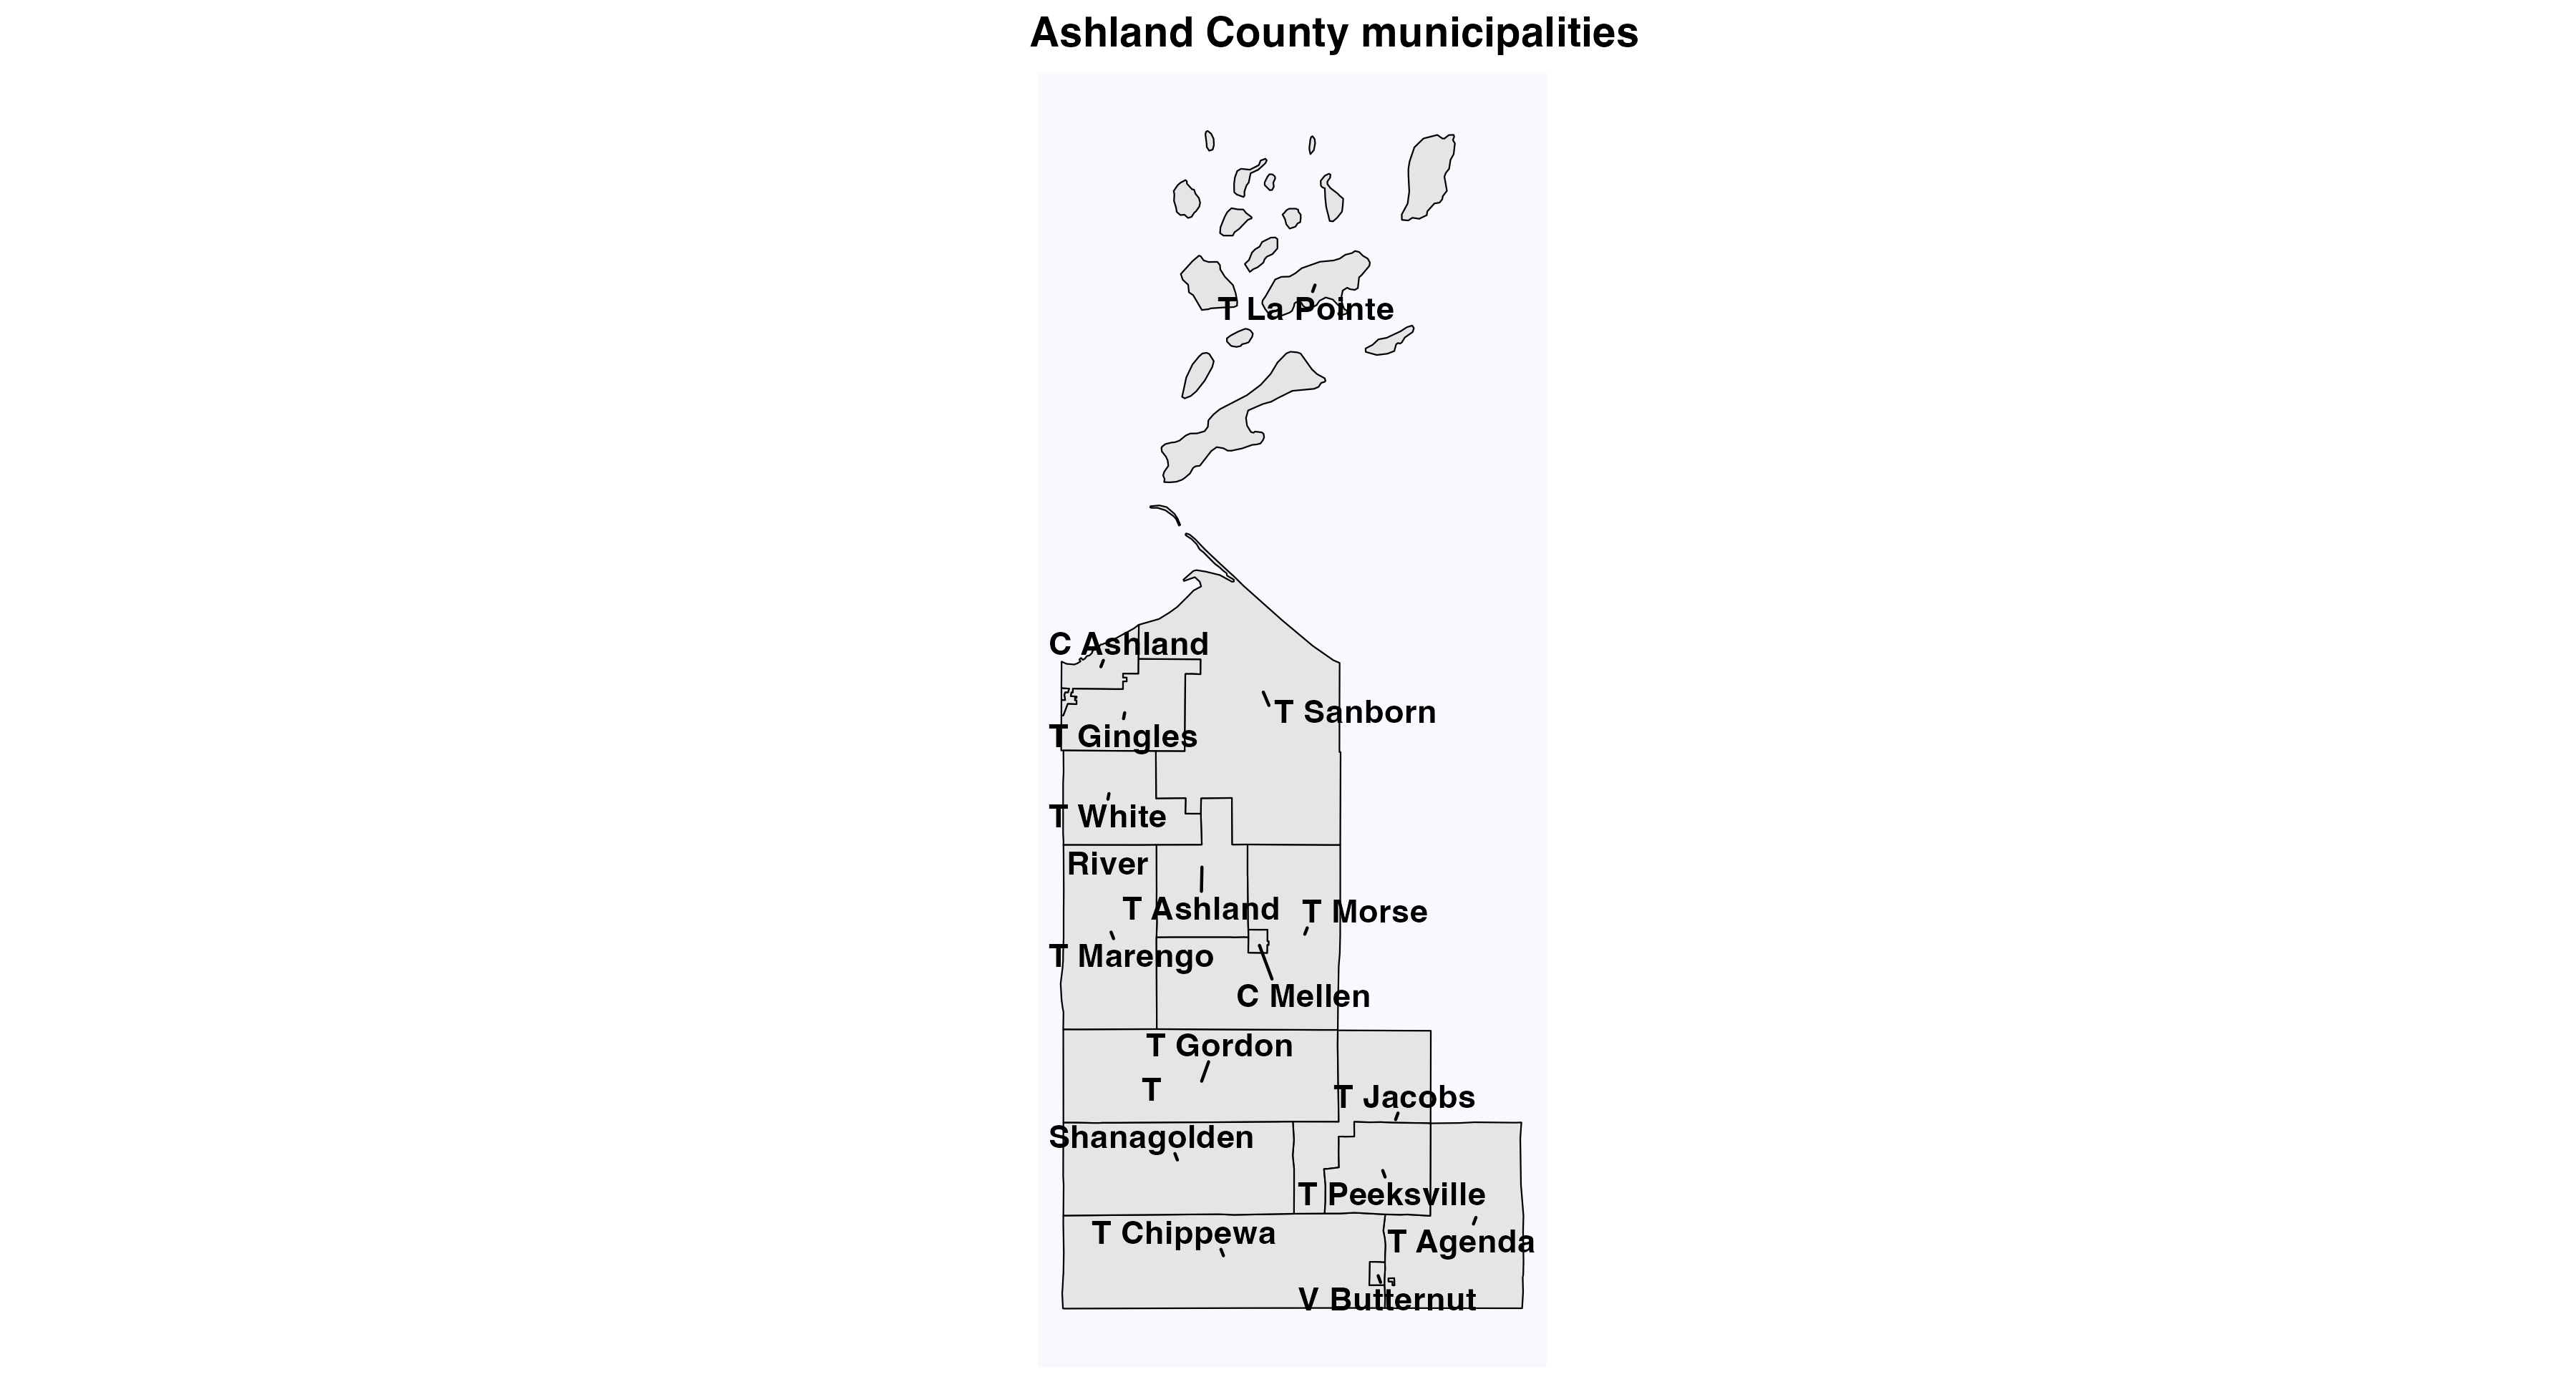 Ashland County municipalities
T La Pointe
C Ashland
T Sanborn
T Gingles
T White
River
T Ashland
T Morse
T Marengo
C Mellen
T Gordon
T
Shanagolden
T Jacobs
T Peeksville
T Chippewa
T Agenda
V Butternut